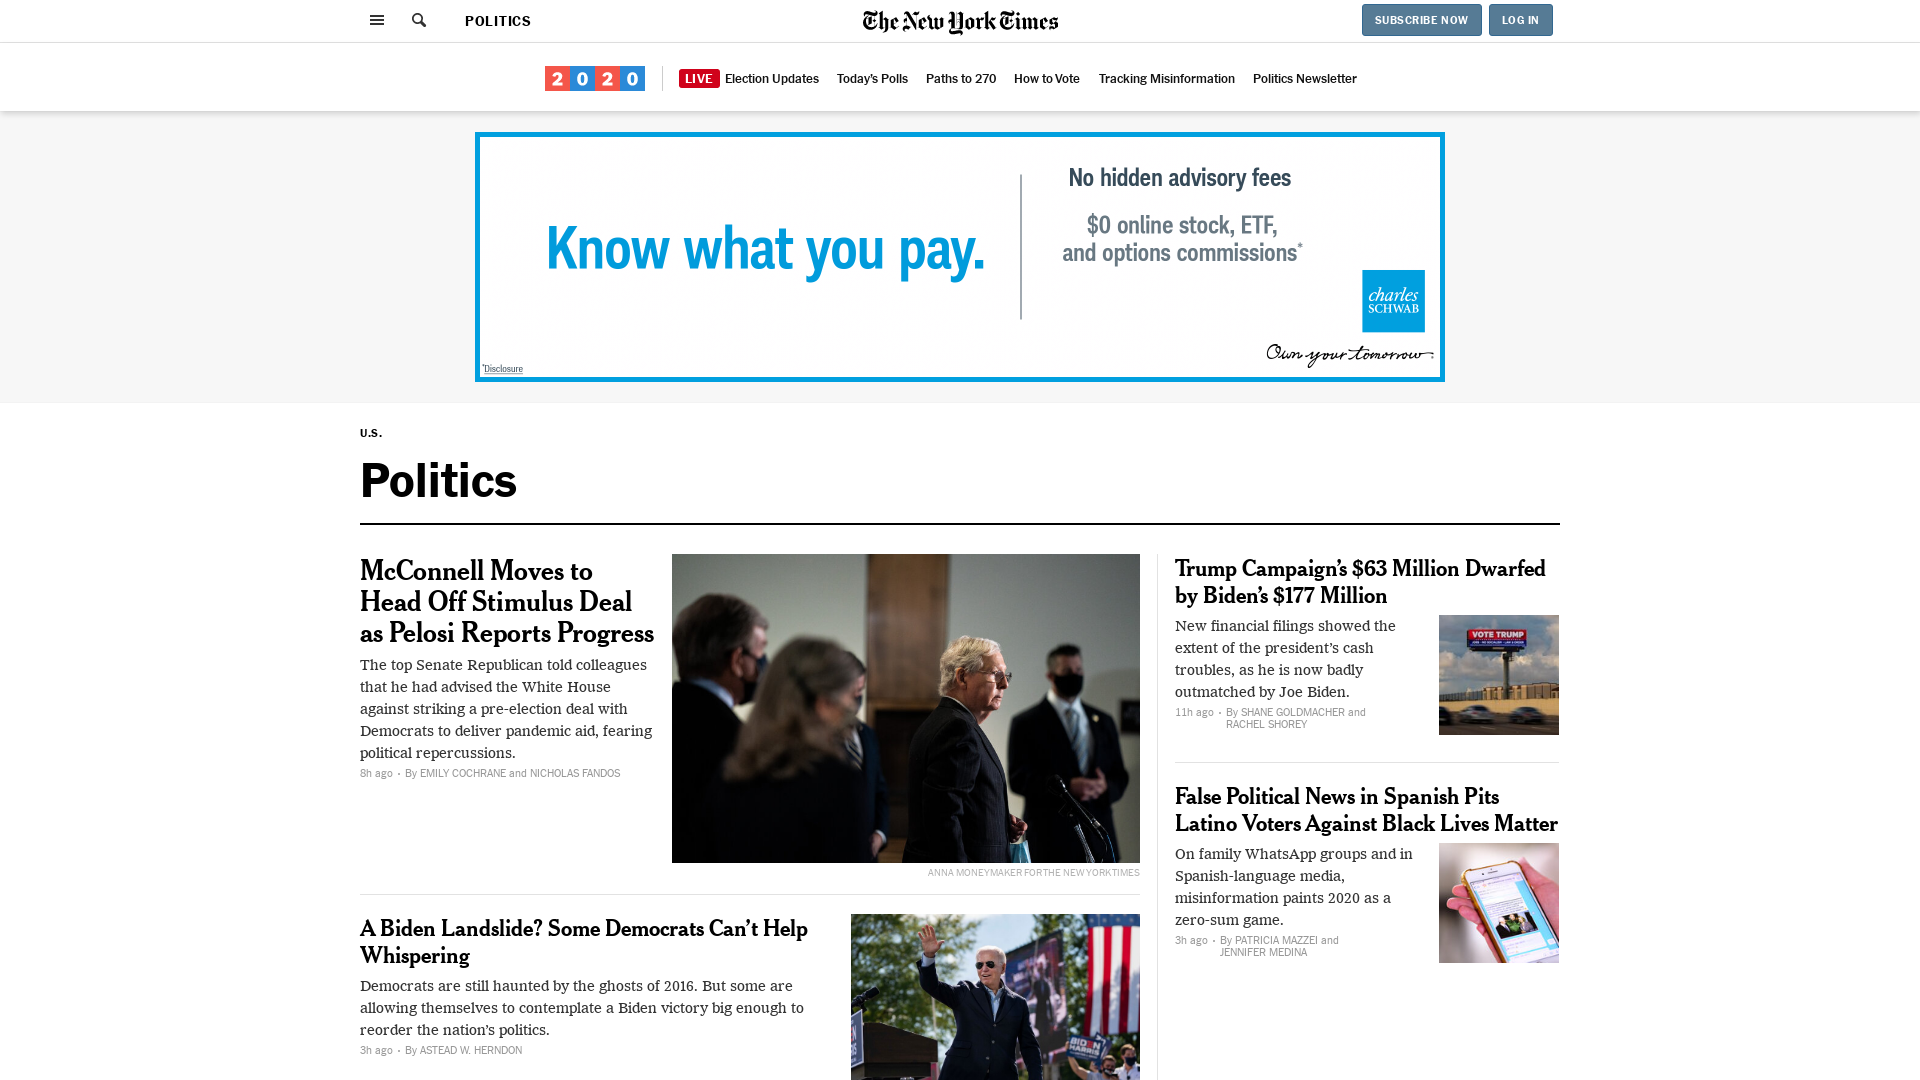 POLITICS
The New York Times
SUBSCRIBE NOW
LOG IN
2020
LIVE Election Updates
Today's Polls
Paths to 270
How to Vote
Tracking Misinformation
Politics Newsletter
Know what you pay.
No hidden advisory fees
$0 online stock, ETF,
and options commissions*
charles
SCHWAB
Own your tomorrow.
*Disclosure
U.S.
Politics
McConnell Moves to
Head Off Stimulus Deal
as Pelosi Reports Progress
The top Senate Republican told colleagues
that he had advised the White House
against striking a pre-election deal with
Democrats to deliver pandemic aid, fearing
political repercussions.
8h ago • By EMILY COCHRANE and NICHOLAS FANDOS
ANNA MONEYMAKER FOR THE NEW YORK TIMES
A Biden Landslide? Some Democrats Can't Help
Whispering
Democrats are still haunted by the ghosts of 2016. But some are
allowing themselves to contemplate a Biden victory big enough to
reorder the nation's politics.
3h ago • By ASTEAD W. HERNDON
BIDEN
HARRIS
Trump Campaign's $63 Million Dwarfed
by Biden's $177 Million
New financial filings showed the
extent of the president's cash
troubles, as he is now badly
outmatched by Joe Biden.
11h ago • By SHANE GOLDMACHER and
RACHEL SHOREY
VOTE TRUMP
False Political News in Spanish Pits
Latino Voters Against Black Lives Matter
On family WhatsApp groups and in
Spanish-language media,
misinformation paints 2020 as a
zero-sum game.
3h ago • By PATRICIA MAZZEI and
JENNIFER MEDINA